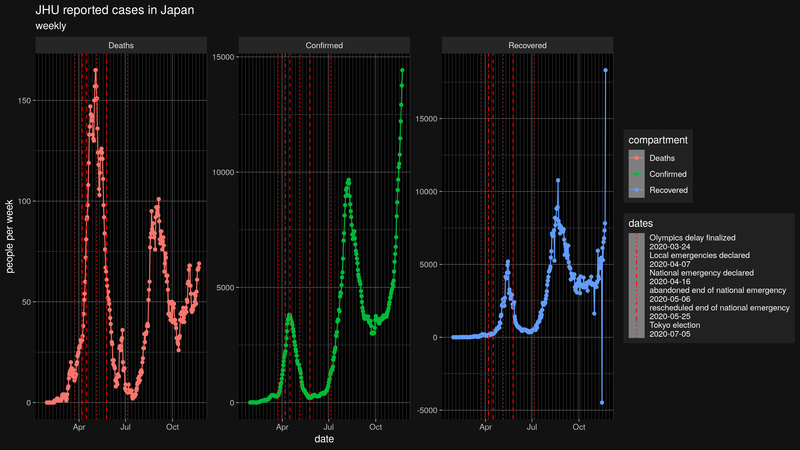 JHU reported cases in Japan
weekly
Deaths
Confirmed
Recovered
people per week
150
100
50
0
15000
10000
5000
0
15000
10000
5000
0
-5000
Apr
Jul
Oct
Apr
Jul
Oct
Apr
Jul
Oct
date
compartment
Deaths
Confirmed
Recovered
dates
Olympics delay finalized
2020-03-24
Local emergencies declared
2020-04-07
National emergency declared
2020-04-16
abandoned end of national emergency
2020-05-06
rescheduled end of national emergency
2020-05-25
Tokyo election
2020-07-05